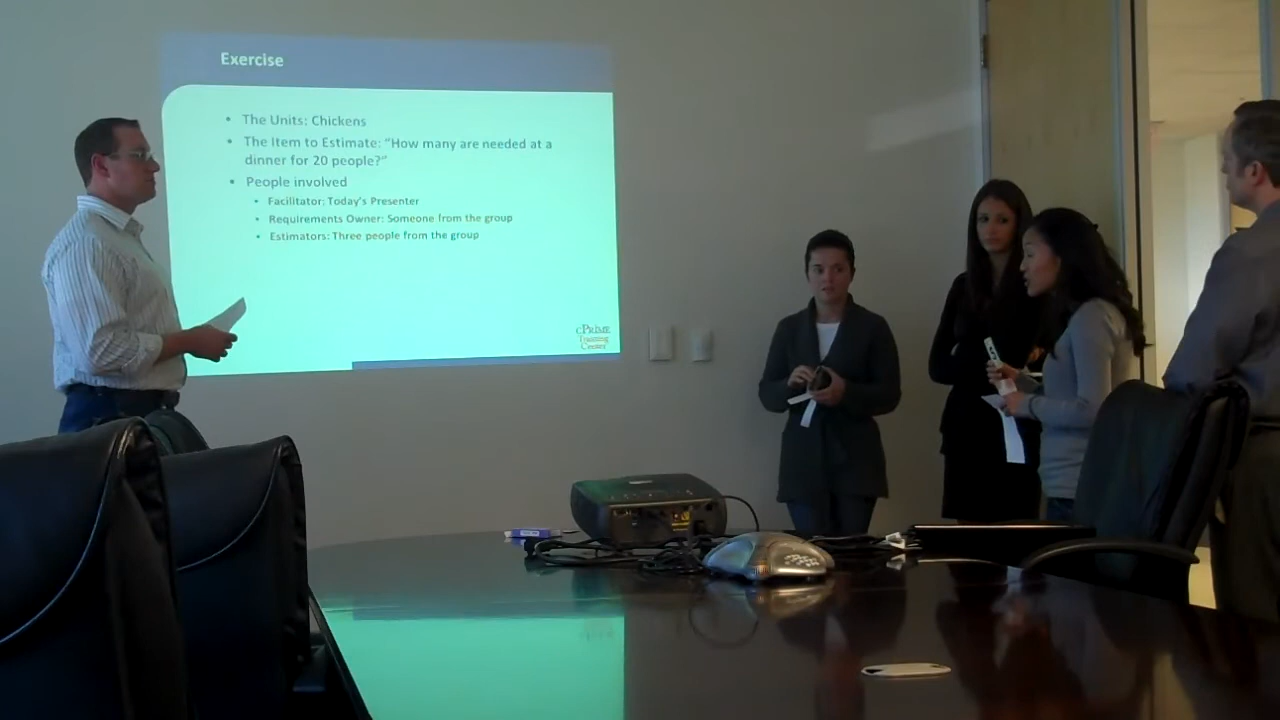 Exercise
• The Units: Chickens
• The Item to Estimate: “How many are needed at a
dinner for 20 people?”
• People involved
• Facilitator: Today’s Presenter
• Requirements Owner: Someone from the group
• Estimators: Three people from the group
cPRIME
Training
Center